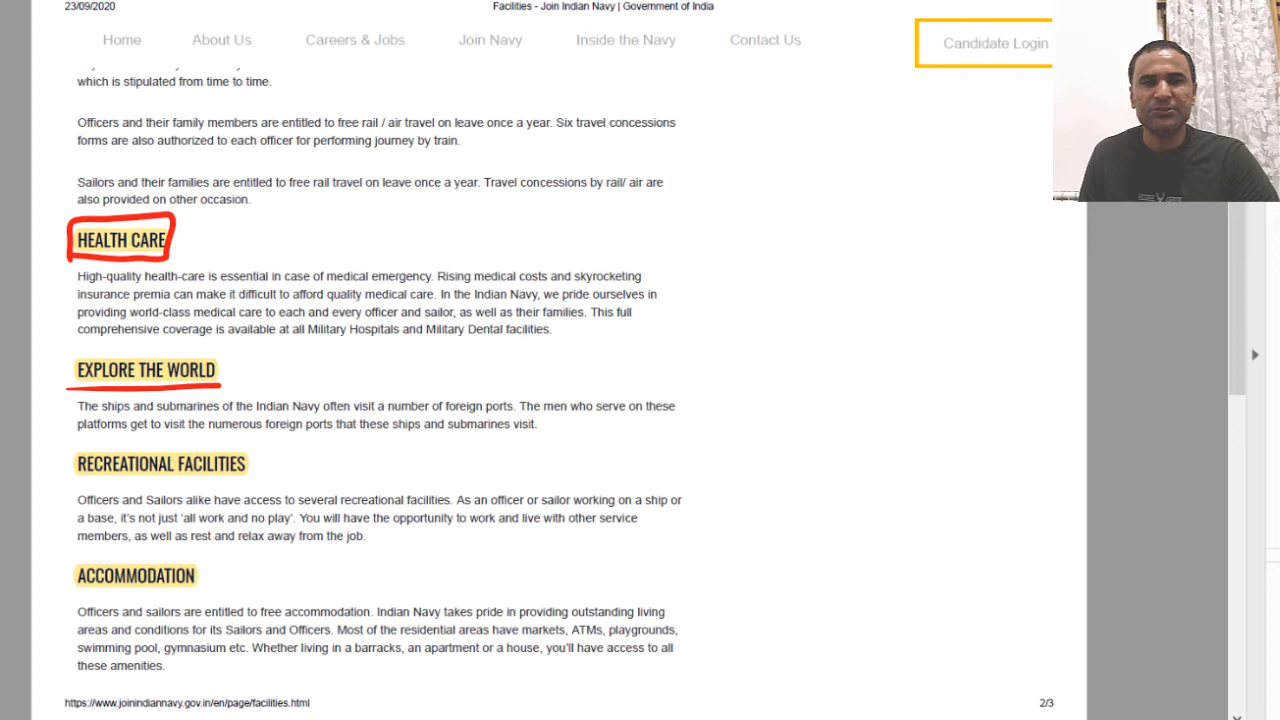 23/09/2020
Facilities - Join Indian Navy | Government of India
Home
About Us
Careers & Jobs
Join Navy
Inside the Navy
Contact Us
Candidate Login
which is stipulated from time to time.
Officers and their family members are entitled to free rail / air travel on leave once a year. Six travel concessions
forms are also authorized to each officer for performing journey by train.
Sailors and their families are entitled to free rail travel on leave once a year. Travel concessions by rail/ air are
also provided on other occasion.
HEALTH CARE
High-quality health-care is essential in case of medical emergency. Rising medical costs and skyrocketing
insurance premia can make it difficult to afford quality medical care. In the Indian Navy, we pride ourselves in
providing world-class medical care to each and every officer and sailor, as well as their families. This full
comprehensive coverage is available at all Military Hospitals and Military Dental facilities.
EXPLORE THE WORLD
The ships and submarines of the Indian Navy often visit a number of foreign ports. The men who serve on these
platforms get to visit the numerous foreign ports that these ships and submarines visit.
RECREATIONAL FACILITIES
Officers and Sailors alike have access to several recreational facilities. As an officer or sailor working on a ship or
a base, it's not just 'all work and no play'. You will have the opportunity to work and live with other service
members, as well as rest and relax away from the job.
ACCOMMODATION
Officers and sailors are entitled to free accommodation. Indian Navy takes pride in providing outstanding living
areas and conditions for its Sailors and Officers. Most of the residential areas have markets, ATMs, playgrounds,
swimming pool, gymnasium etc. Whether living in a barracks, an apartment or a house, you'll have access to all
these amenities.
https://www.joinindiannavy.gov.in/en/page/facilities.html
2/3